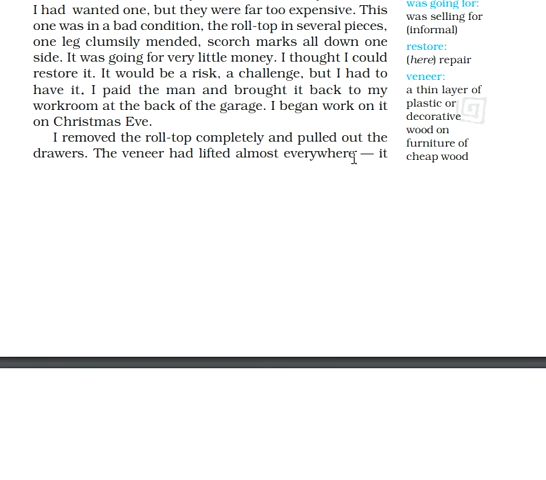 I had wanted one, but they were far too expensive. This
one was in a bad condition, the roll-top in several pieces,
one leg clumsily mended, scorch marks all down one
side. It was going for very little money. I thought I could
restore it. It would be a risk, a challenge, but I had to
have it. I paid the man and brought it back to my
workroom at the back of the garage. I began work on it
on Christmas Eve.
I removed the roll-top completely and pulled out the
drawers. The veneer had lifted almost everywhere — it
was going for:
was selling for
(informal)
restore:
(here) repair
veneer:
a thin layer of
plastic or
decorative
wood on
furniture of
cheap wood